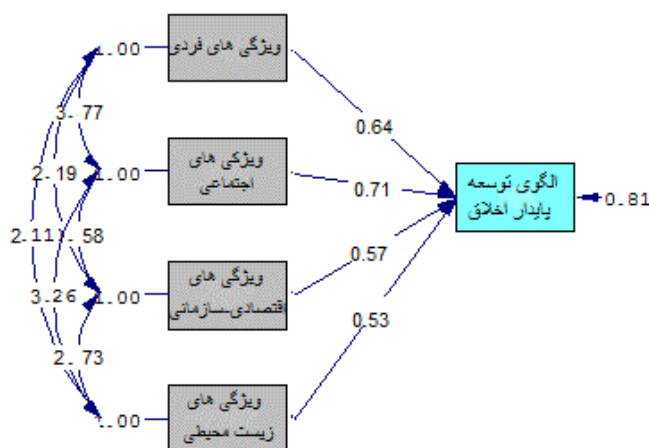 1.00
ویژگی های فردی
3.77
0.64
ویژکی های
اجتماعی
2.19
1.00
0.71
الگوی توسعه
پایدار اخلاق
0.81
2.11
.58
0.57
ویژگی های
اقتصادی-سازمانی
3.26
1.00
0.53
2.73
ویژگی های
زیست محیطی
1.00